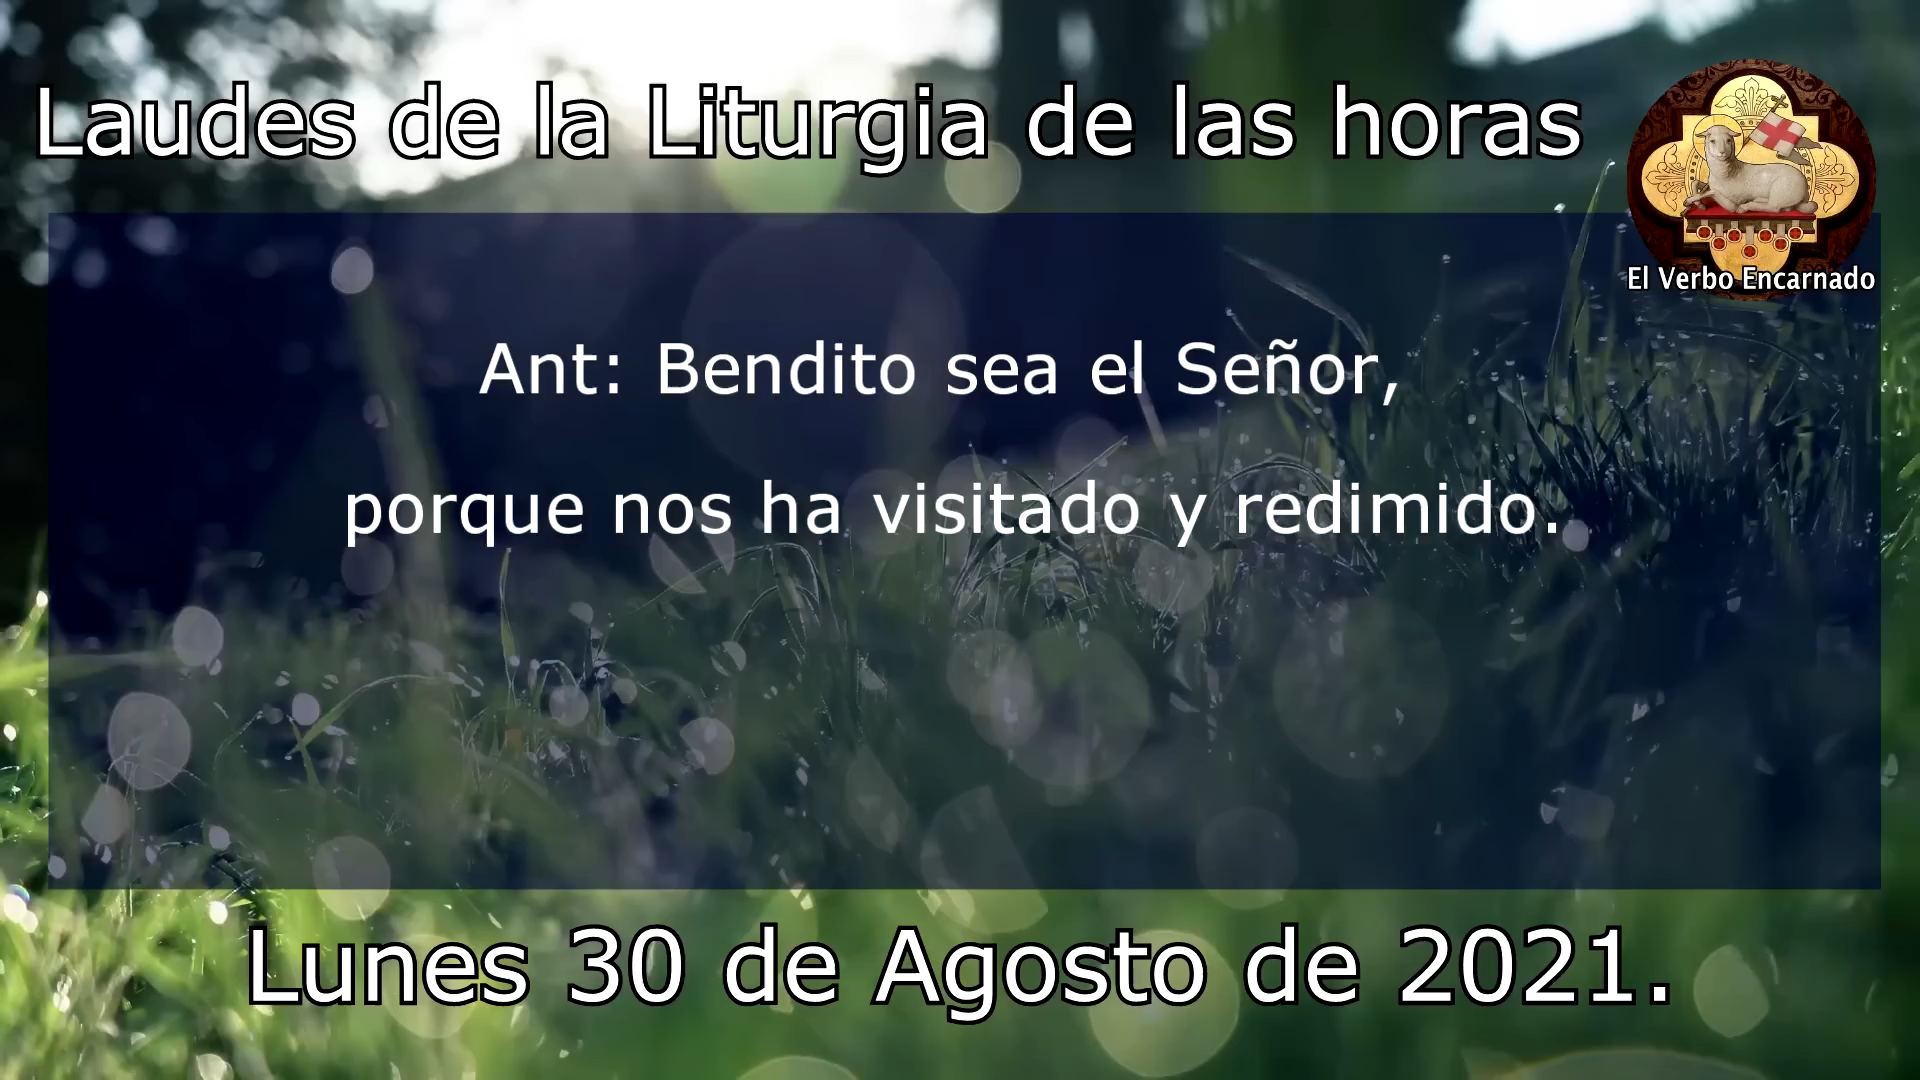 Laudes de la Liturgia de las horas
El Verbo Encarnado
Ant: Bendito sea el Señor,
porque nos ha visitado y redimido.
Lunes 30 de Agosto de 2021.